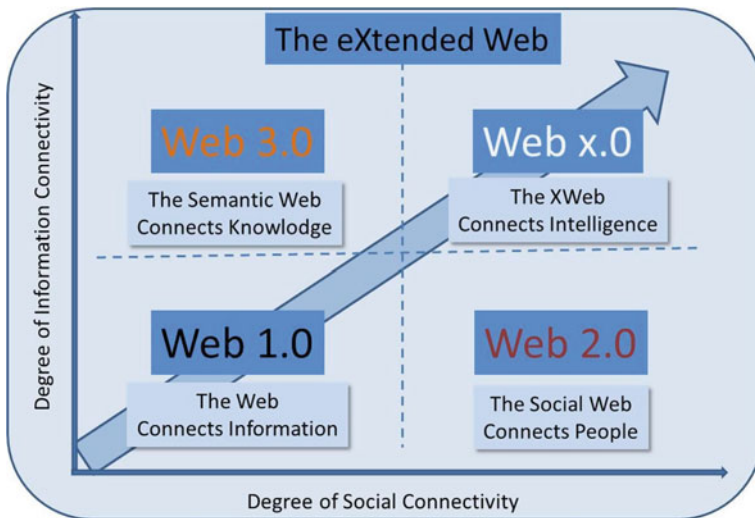 The eXtended Web
Degree of Information Connectivity
Web 3.0
The Semantic Web
Connects Knowlodge
Web x.0
The XWeb
Connects Intelligence
Web 1.0
The Web
Connects Information
Web 2.0
The Social Web
Connects People
Degree of Social Connectivity